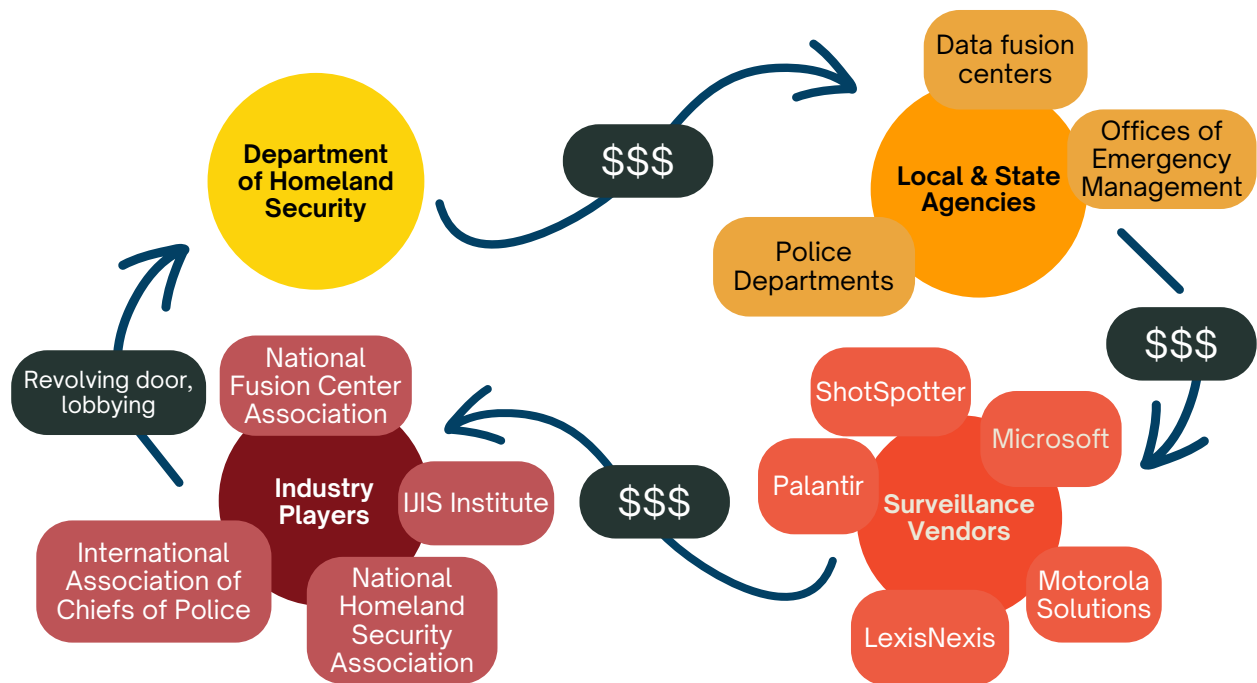 Department
of Homeland
Security
$$$
Data fusion
centers
Offices of
Emergency
Management
Local & State
Agencies
Police
Departments
$$$
ShotSpotter
Microsoft
Palantir
Surveillance
Vendors
Motorola
Solutions
LexisNexis
$$$
National
Fusion Center
Association
Industry
Players
IJIS Institute
International
Association of
Chiefs of Police
National
Homeland
Security
Association
Revolving door,
lobbying